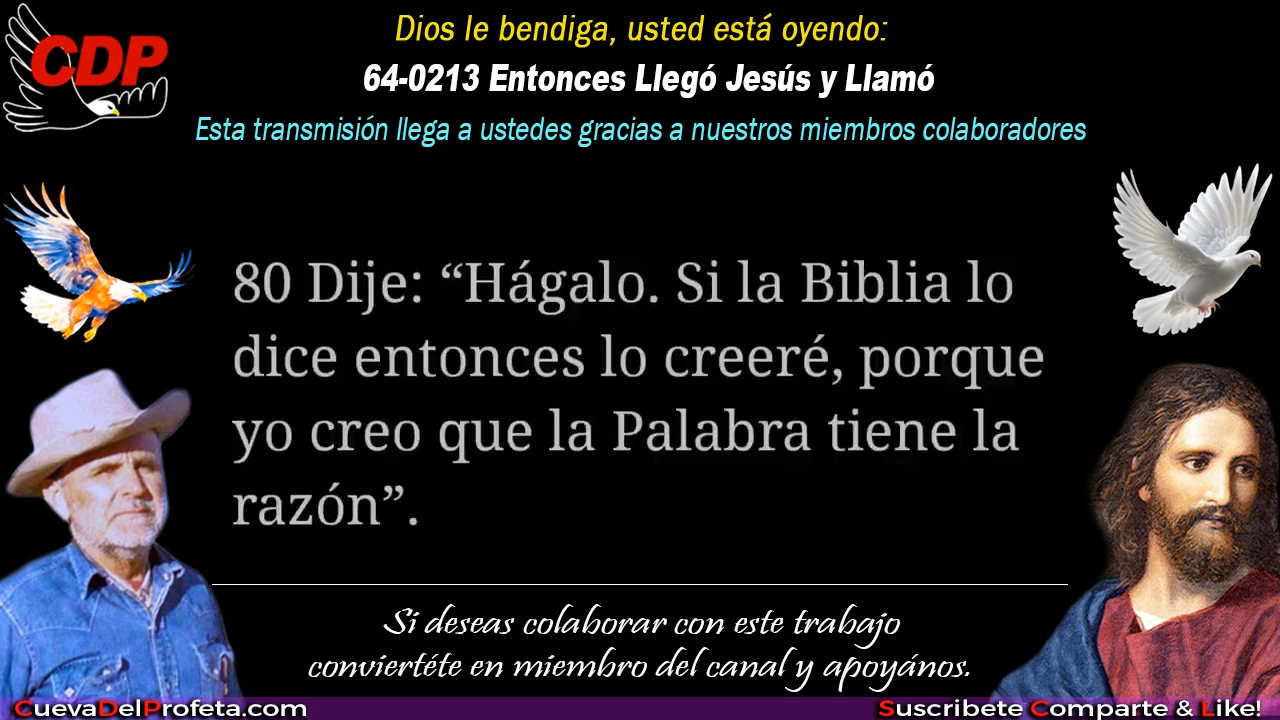 CDP
Dios le bendiga, usted está oyendo:
64-0213 Entonces Llegó Jesús y Llamó
Esta transmisión llega a ustedes gracias a nuestros miembros colaboradores
80 Dije: “Hágalo. Si la Biblia lo
dice entonces lo creeré, porque
yo creo que la Palabra tiene la
razón”.
Si deseas colaborar con este trabajo
conviertéte en miembro del canal y apoyános.
CuevaDelProfeta.com
Suscribete Comparte & Like!